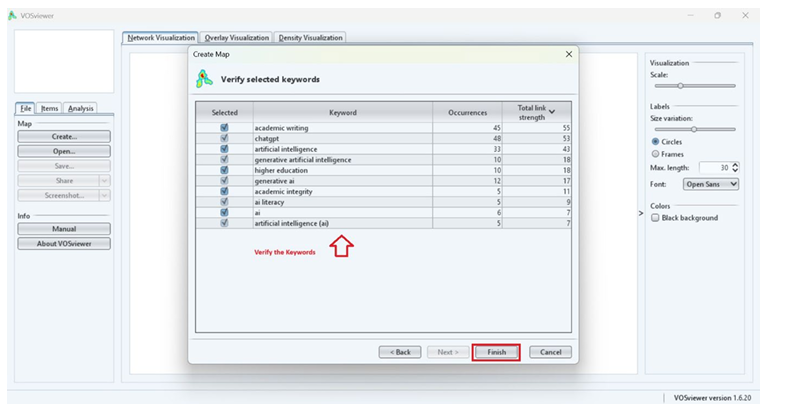 VOSviewer
Network Visualization Overlay Visualization Density Visualization
Create Map
Verify selected keywords
Selected Keyword Occurrences Total link strength
academic writing 45 55
chatgpt 48 53
artificial intelligence 33 43
generative artificial intelligence 10 18
higher education 10 18
generative ai 12 17
academic integrity 5 11
ai literacy 5 9
ai 6 7
artificial intelligence (ai) 5 7
Verify the Keywords
< Back Next > Finish Cancel
File Items Analysis
Map
Create...
Open...
Save...
Share
Screenshot...
Info
Manual
About VOSviewer
Visualization
Scale:
Labels
Size variation:
Circles
Frames
Max. length: 30
Font: Open Sans
Colors
>
Black background
VOSviewer version 1.6.20